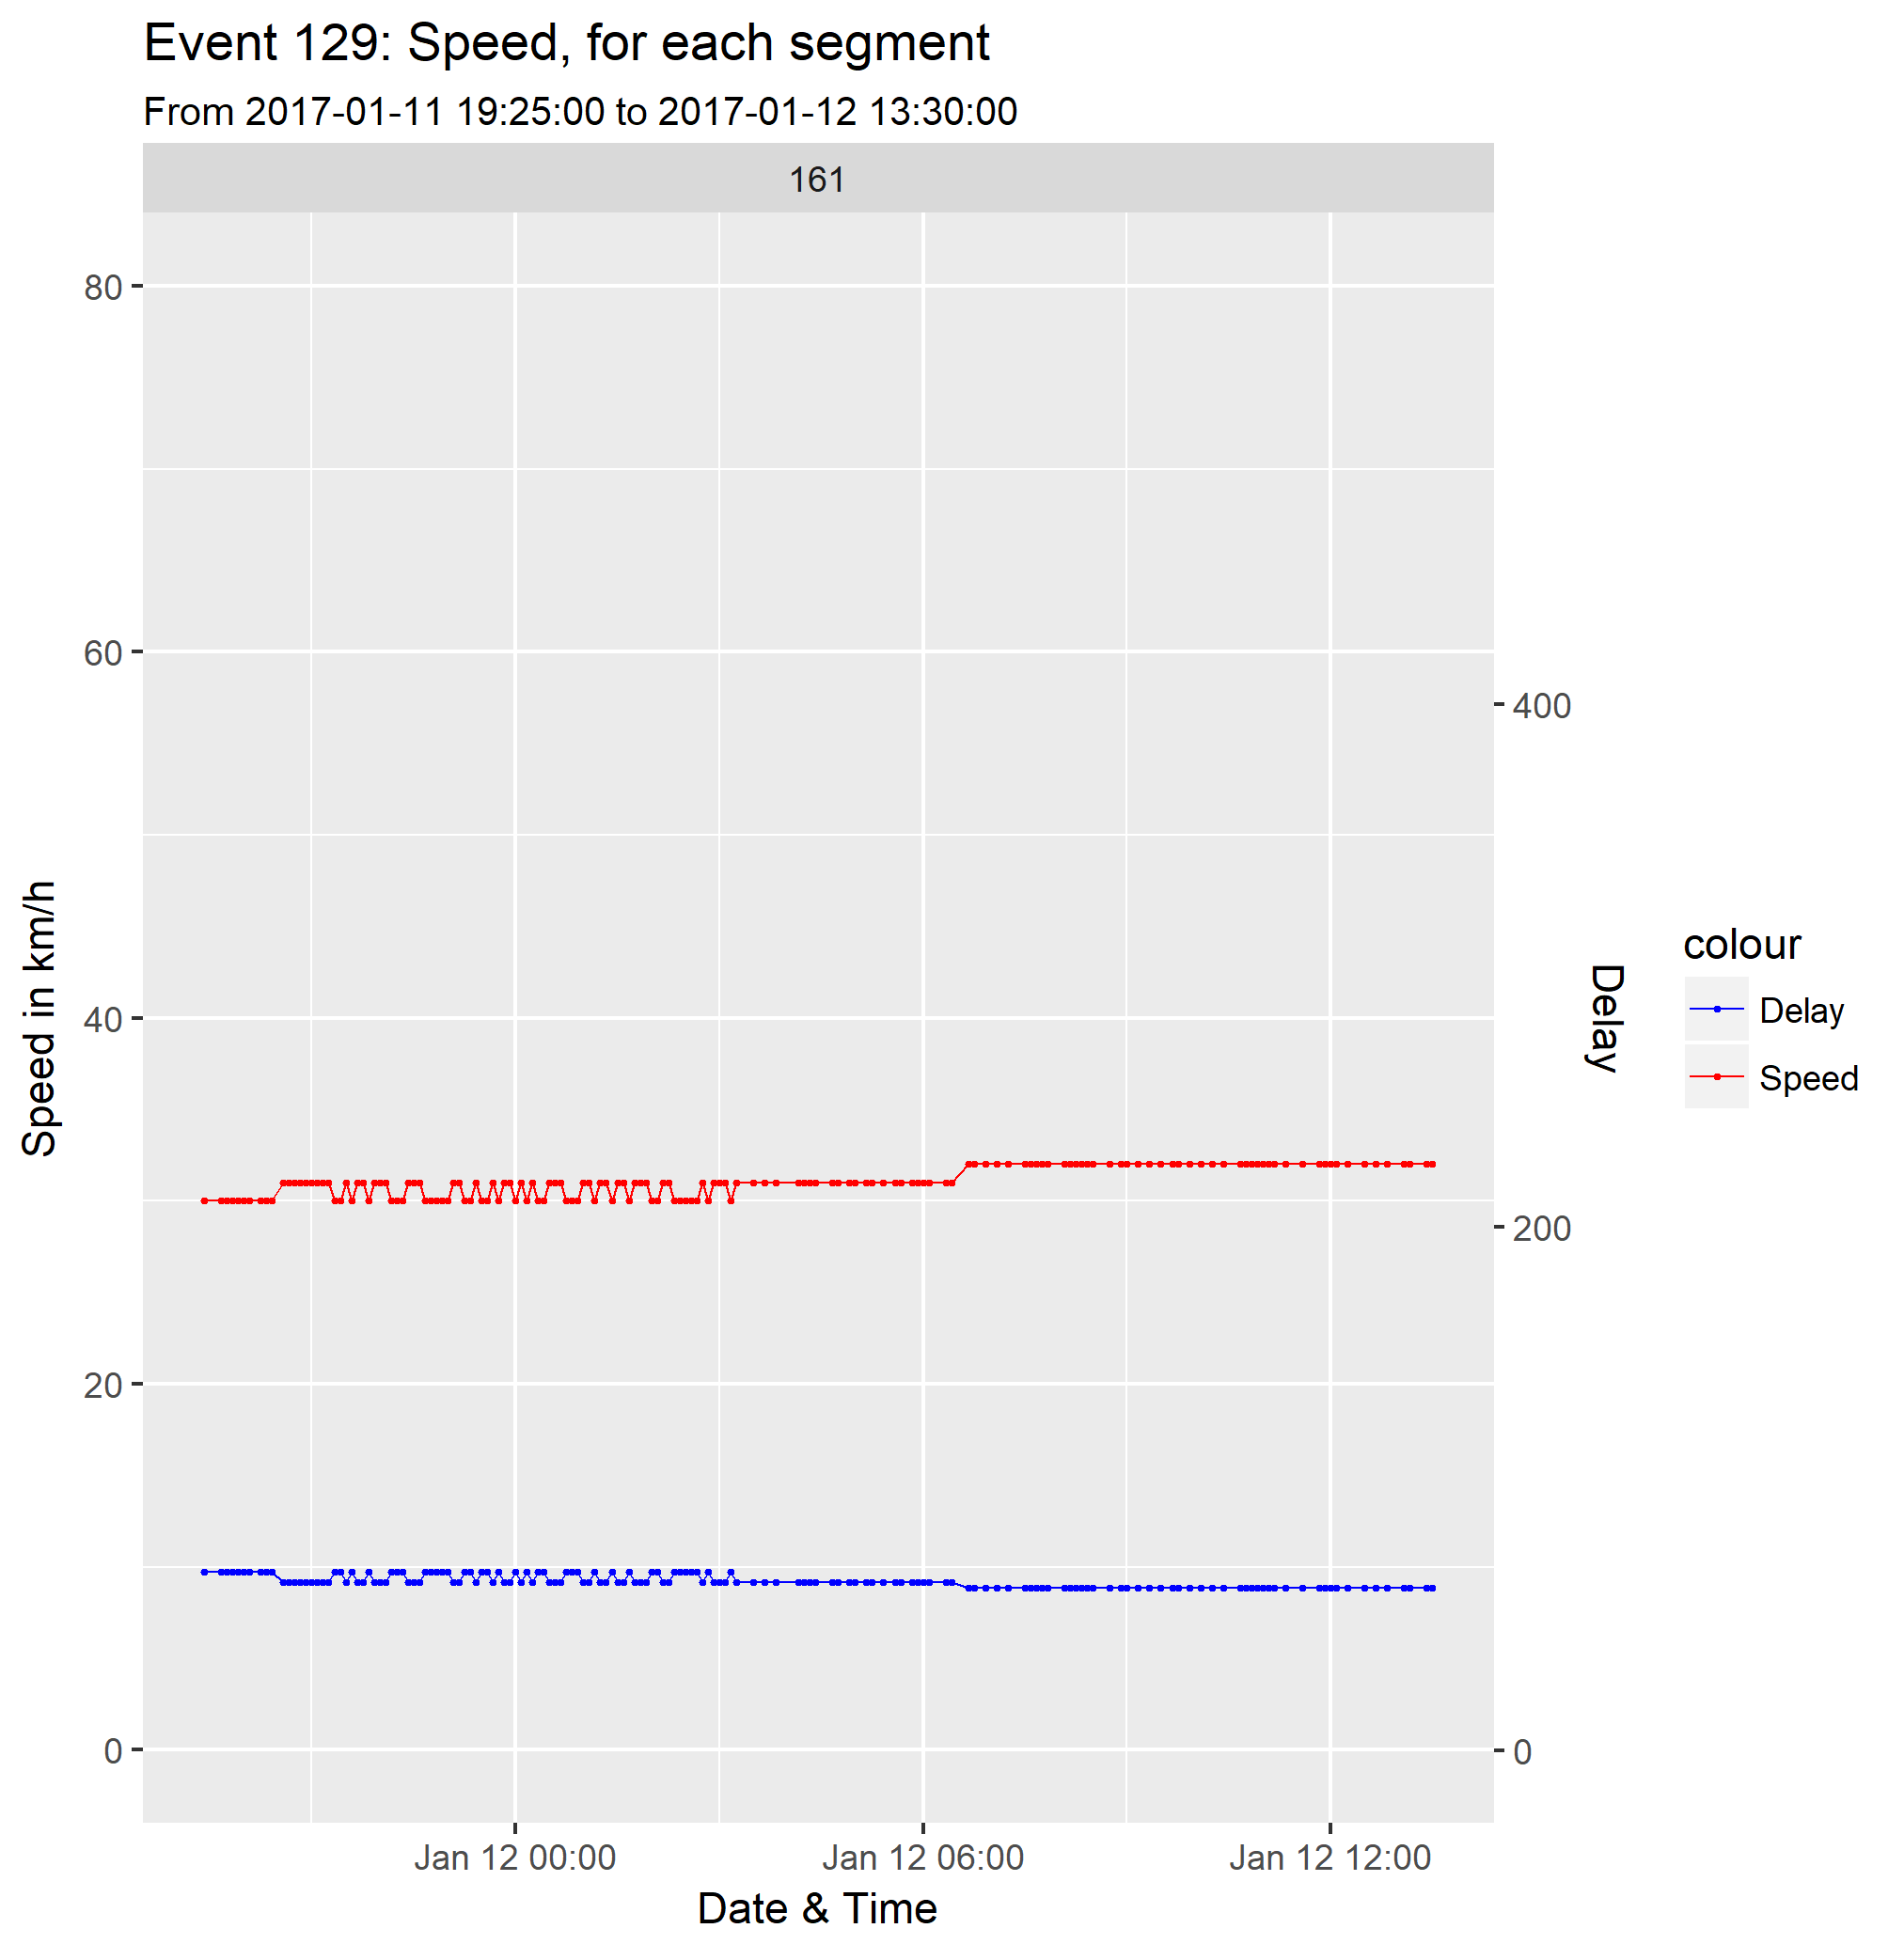 Event 129: Speed, for each segment
From 2017-01-11 19:25:00 to 2017-01-12 13:30:00
161
80
60
40
20
0
Speed in km/h
400
200
0
Delay
colour
Delay
Speed
Jan 12 00:00
Jan 12 06:00
Jan 12 12:00
Date & Time